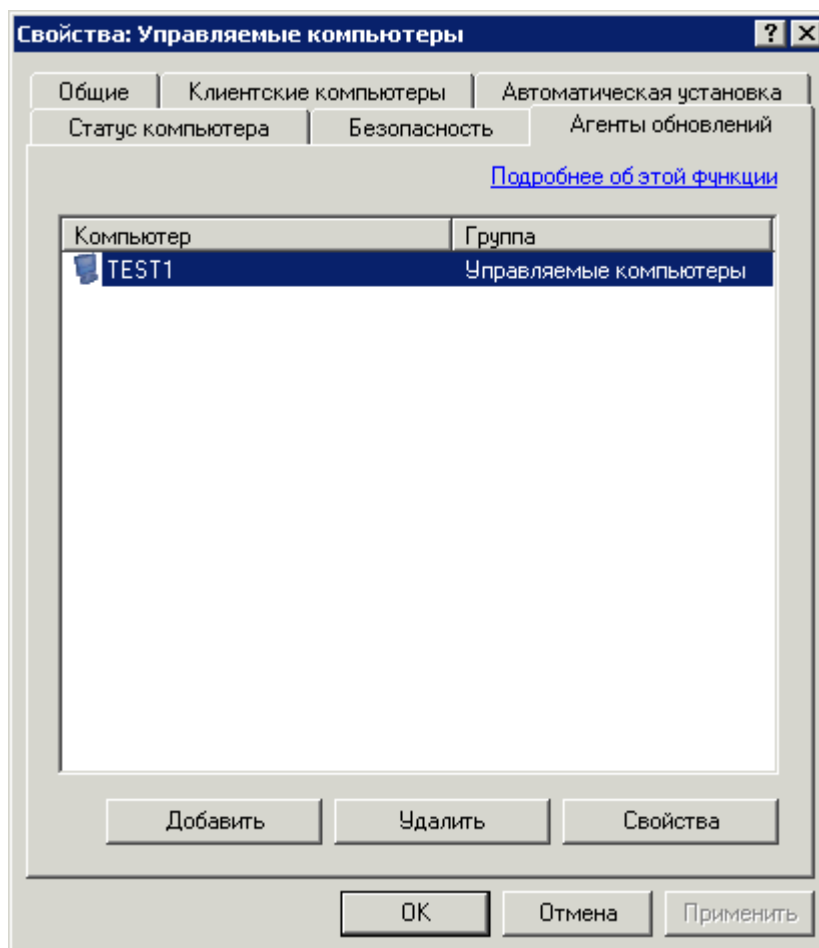 Свойства: Управляемые компьютеры
Общие Клиентские компьютеры Автоматическая установка
Статус компьютера Безопасность Агенты обновлений
Подробнее об этой функции
Компьютер Группа
TEST1 Управляемые компьютеры
Добавить Удалить Свойства
OK Отмена Применить